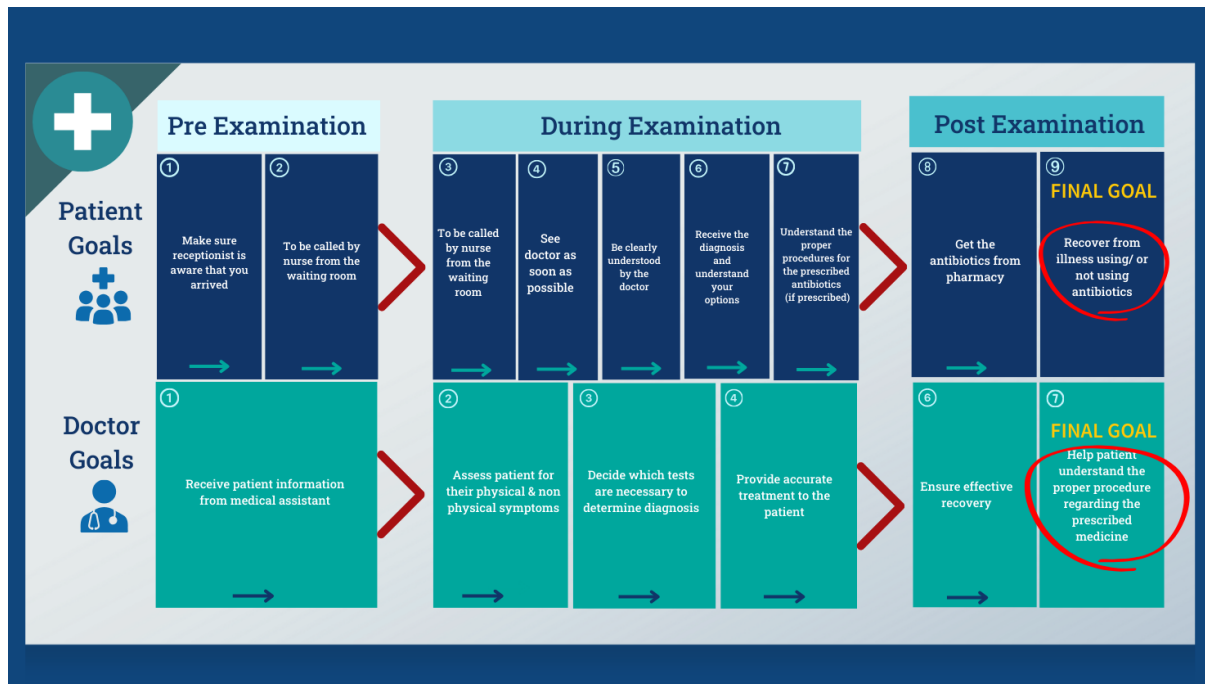 Pre Examination
During Examination
Post Examination
Patient
Goals
①
Make sure
receptionist is
aware that you
arrived
②
To be called by
nurse from the
waiting room
③
To be called
by nurse
from the
waiting
room
④
See
doctor as
soon as
possible
⑤
Be clearly
understood
by the
doctor
⑥
Receive the
diagnosis
and
understand
your
options
⑦
Understand the
proper
procedures for
the prescribed
antibiotics
(if prescribed)
⑧
Get the
antibiotics from
pharmacy
⑨
FINAL GOAL
Recover from
illness using/ or
not using
antibiotics
Doctor
Goals
①
Receive patient information
from medical assistant
②
Assess patient for
their physical & non
physical symptoms
③
Decide which tests
are necessary to
determine diagnosis
④
Provide accurate
treatment to the
patient
⑥
Ensure effective
recovery
⑦
FINAL GOAL
Help patient
understand the
proper procedure
regarding the
prescribed
medicine